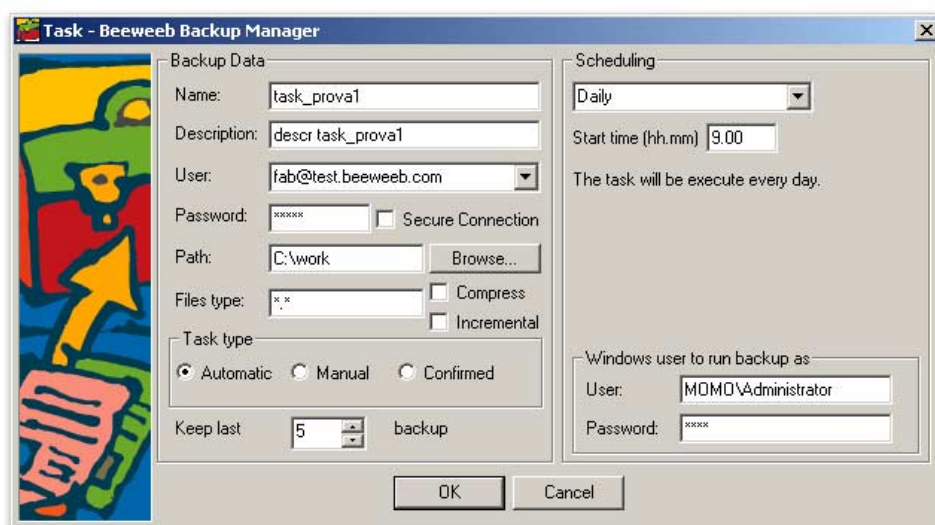 Task - Beeweeb Backup Manager
Backup Data
Name: task_prova1
Description: descr task_prova1
User: fab@test.beeweeb.com
Password: ***** Secure Connection
Path: C:\work Browse...
Files type: *.* Compress
Incremental
Task type
Automatic Manual Confirmed
Keep last 5 backup
Scheduling
Daily
Start time (hh.mm) 9.00
The task will be execute every day.
Windows user to run backup as
User: MOMO\Administrator
Password: ****
OK Cancel